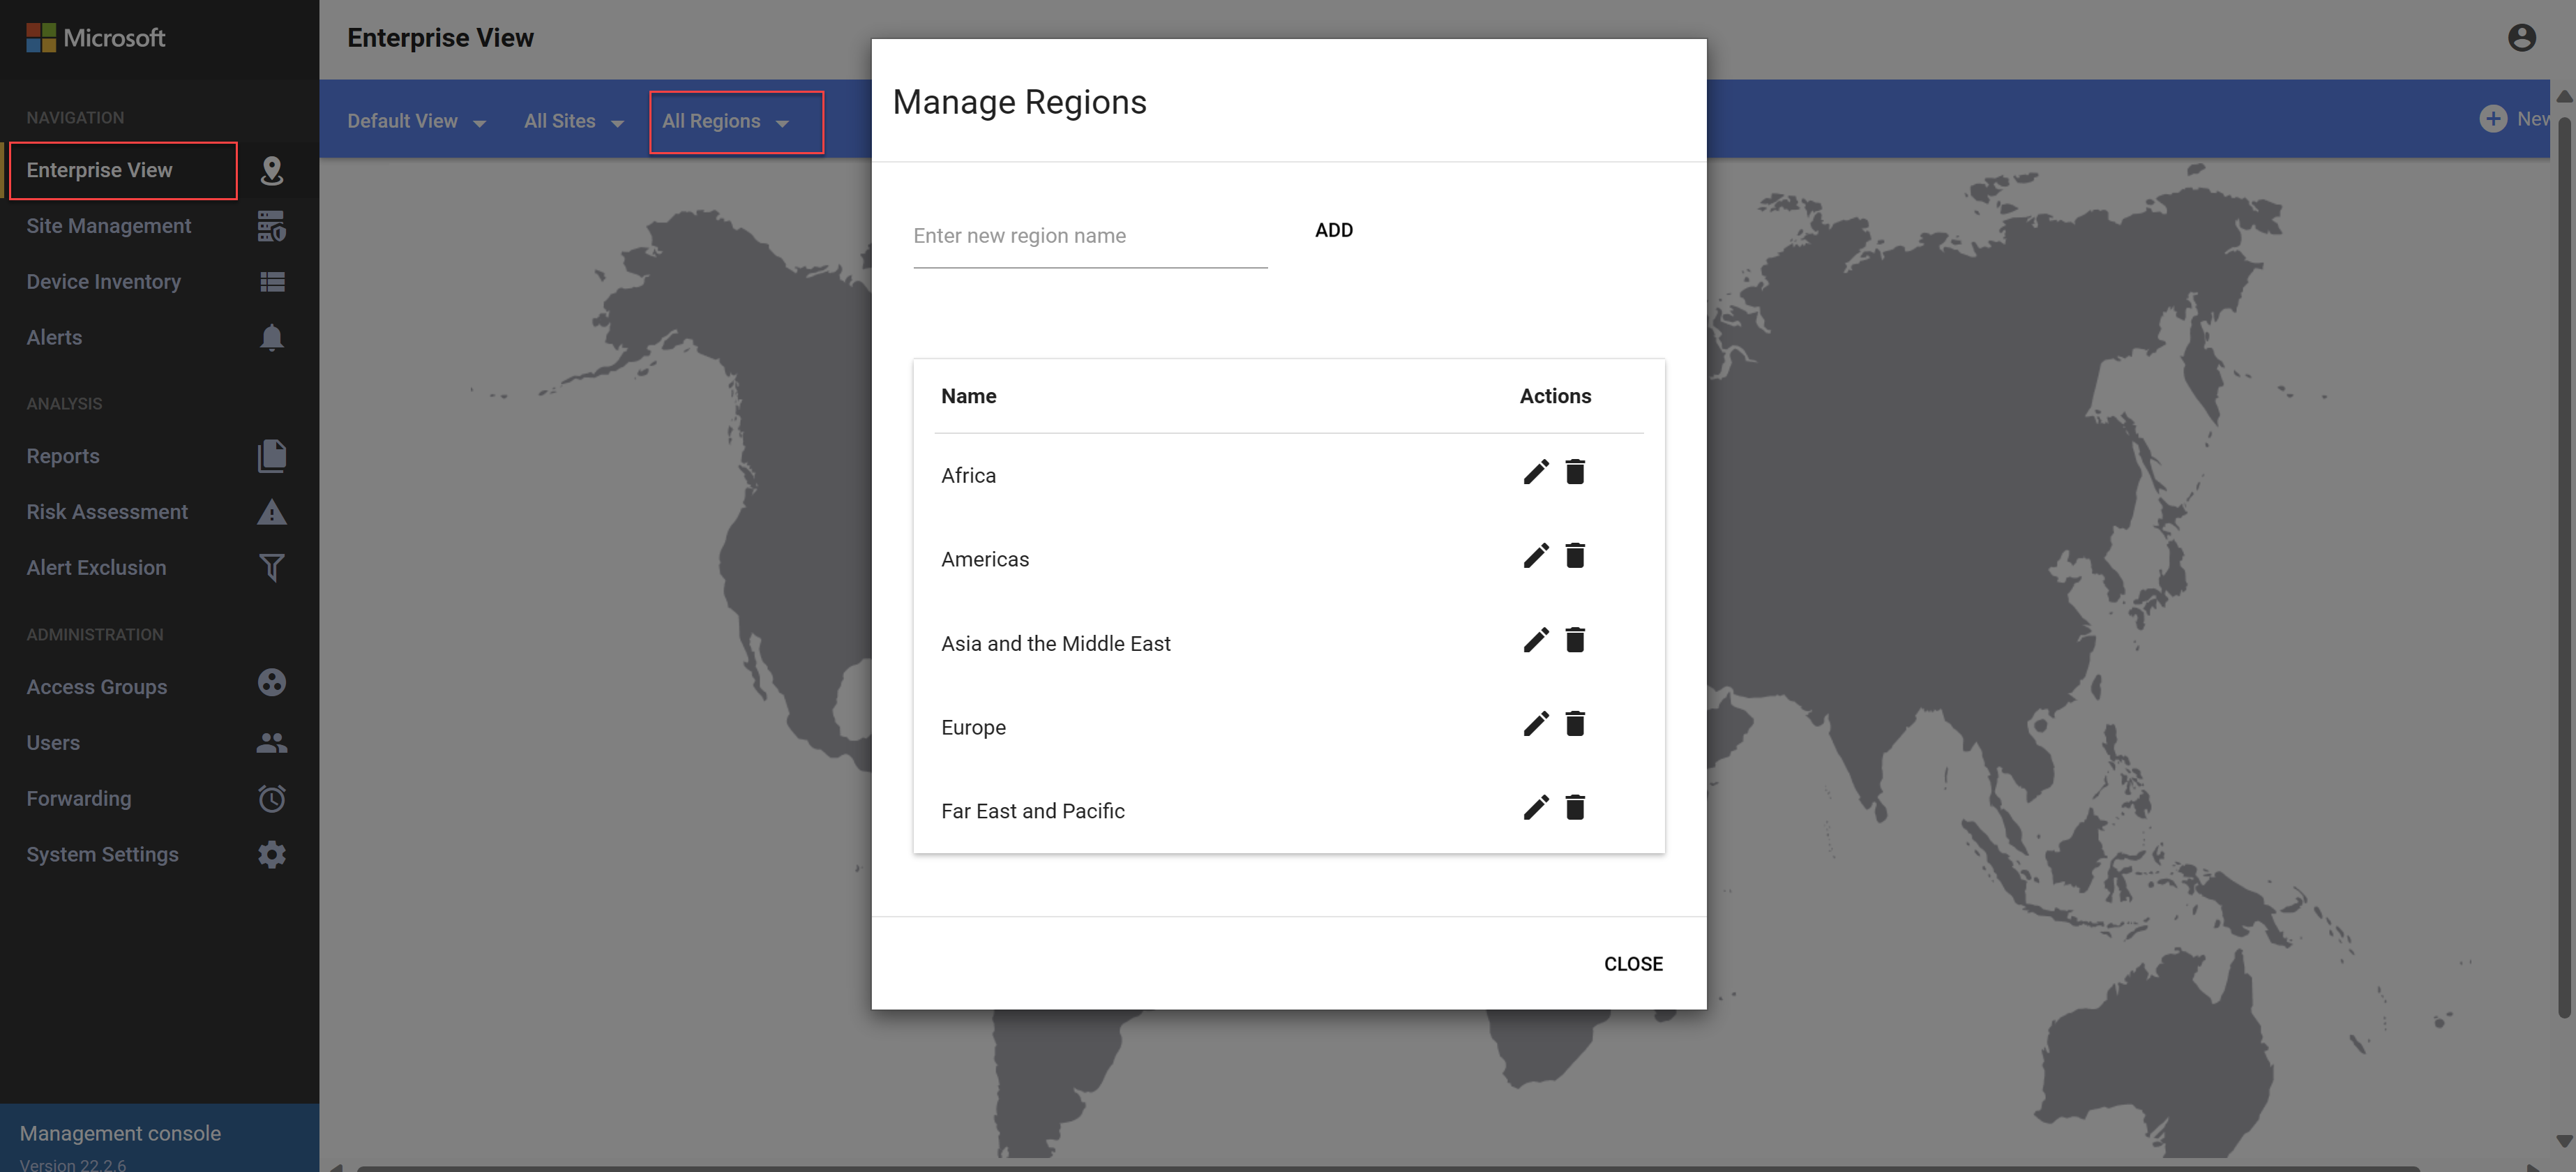 Microsoft
NAVIGATION
Enterprise View
Site Management
Device Inventory
Alerts
ANALYSIS
Reports
Risk Assessment
Alert Exclusion
ADMINISTRATION
Access Groups
Users
Forwarding
System Settings
Management console
Version 22.2.6
Enterprise View
Default View
All Sites
All Regions
New
Manage Regions
Enter new region name
ADD
Name Actions
Africa
Americas
Asia and the Middle East
Europe
Far East and Pacific
CLOSE